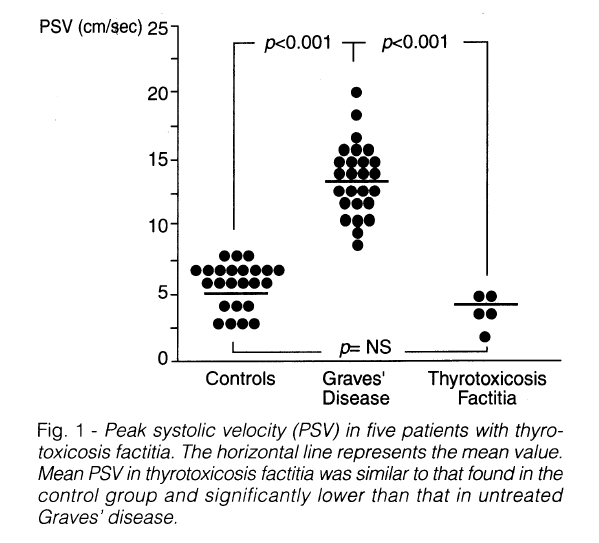 PSV (cm/sec)
25
p<0.001
p<0.001
20
15
10
5
0
p= NS
Controls
Graves'
Disease
Thyrotoxicosis
Factitia
Fig. 1 - Peak systolic velocity (PSV) in five patients with thyro-
toxicosis factitia. The horizontal line represents the mean value.
Mean PSV in thyrotoxicosis factitia was similar to that found in the
control group and significantly lower than that in untreated
Graves' disease.